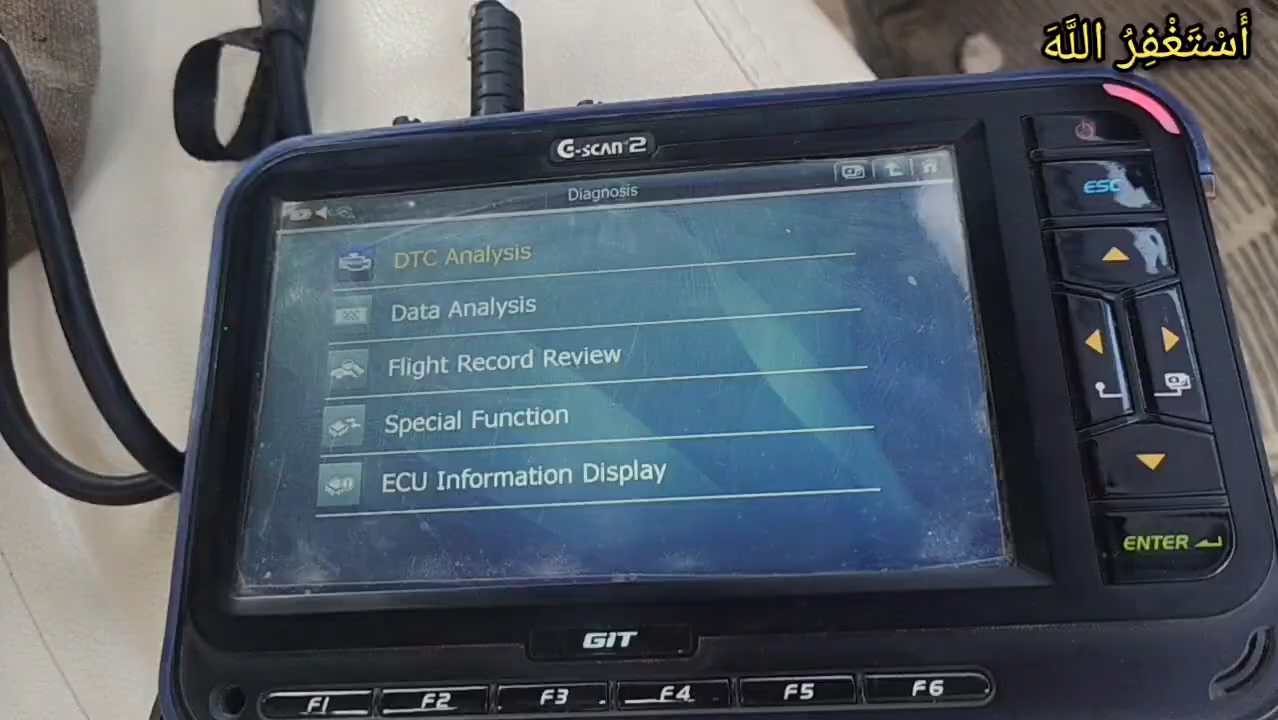 أَسْتَغْفِرُ اللَّهَ
G-scan 2
Diagnosis
ESC
DTC Analysis
Data Analysis
Flight Record Review
Special Function
ECU Information Display
ENTER
GIT
F1 F2 F3 F4 F5 F6